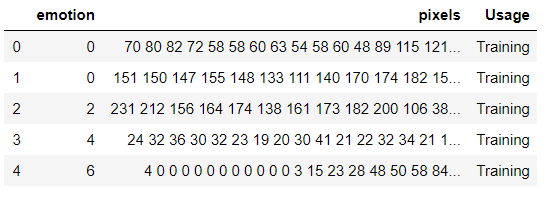 emotion pixels Usage
0 0 70 80 82 72 58 58 60 63 54 58 60 48 89 115 121... Training
1 0 151 150 147 155 148 133 111 140 170 174 182 15... Training
2 2 231 212 156 164 174 138 161 173 182 200 106 38... Training
3 4 24 32 36 30 32 23 19 20 30 41 21 22 32 34 21 1... Training
4 6 4 0 0 0 0 0 0 0 0 0 0 0 3 15 23 28 48 50 58 84... Training